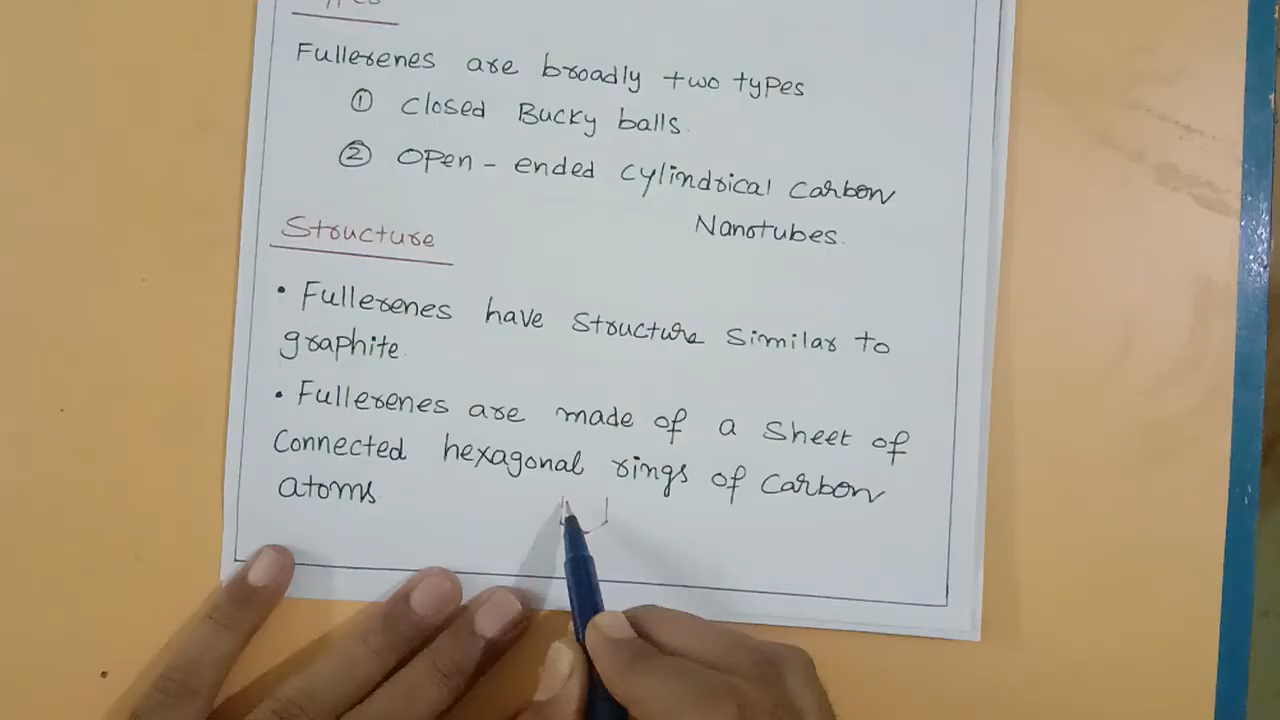 Fullerenes are broadly two types
① closed Bucky balls.
② open - ended cylindrical carbon
Nanotubes.
Structure
• Fullerenes have structure similar to
graphite.
• Fullerenes are made of a sheet of
connected hexagonal rings of carbon
atoms.